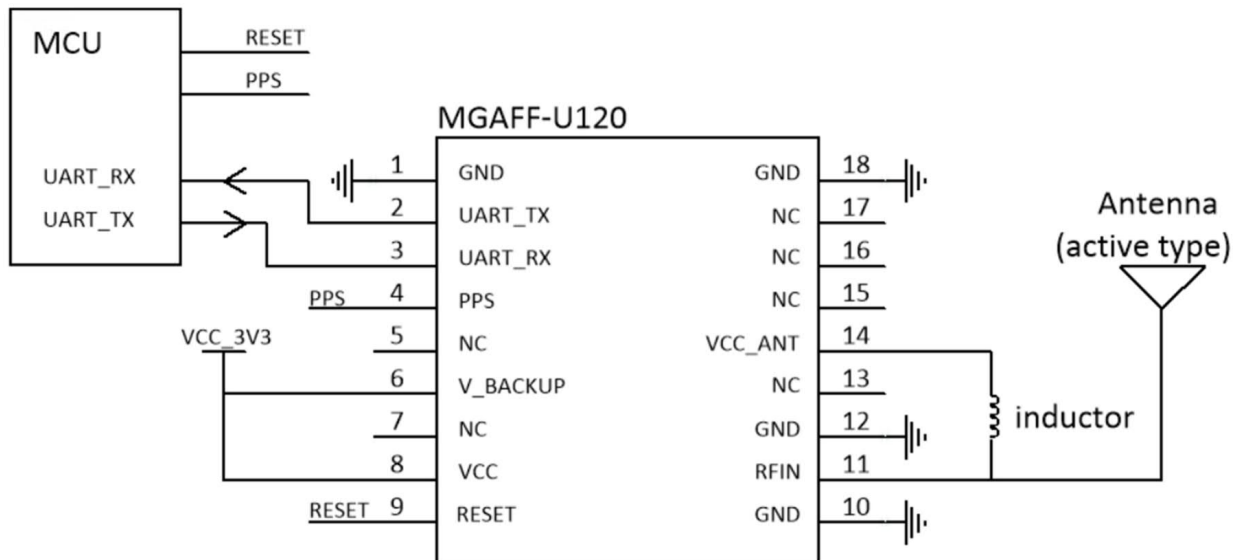 MCU
RESET
PPS
UART_RX
UART_TX
MGAFF-U120
1 GND
2 UART_TX
3 UART_RX
PPS 4 PPS
VCC_3V3
5 NC
6 V_BACKUP
7 NC
8 VCC
RESET 9 RESET
GND 18
NC 17
NC 16
NC 15
VCC_ANT 14
NC 13
GND 12
RFIN 11
GND 10
Antenna
(active type)
inductor